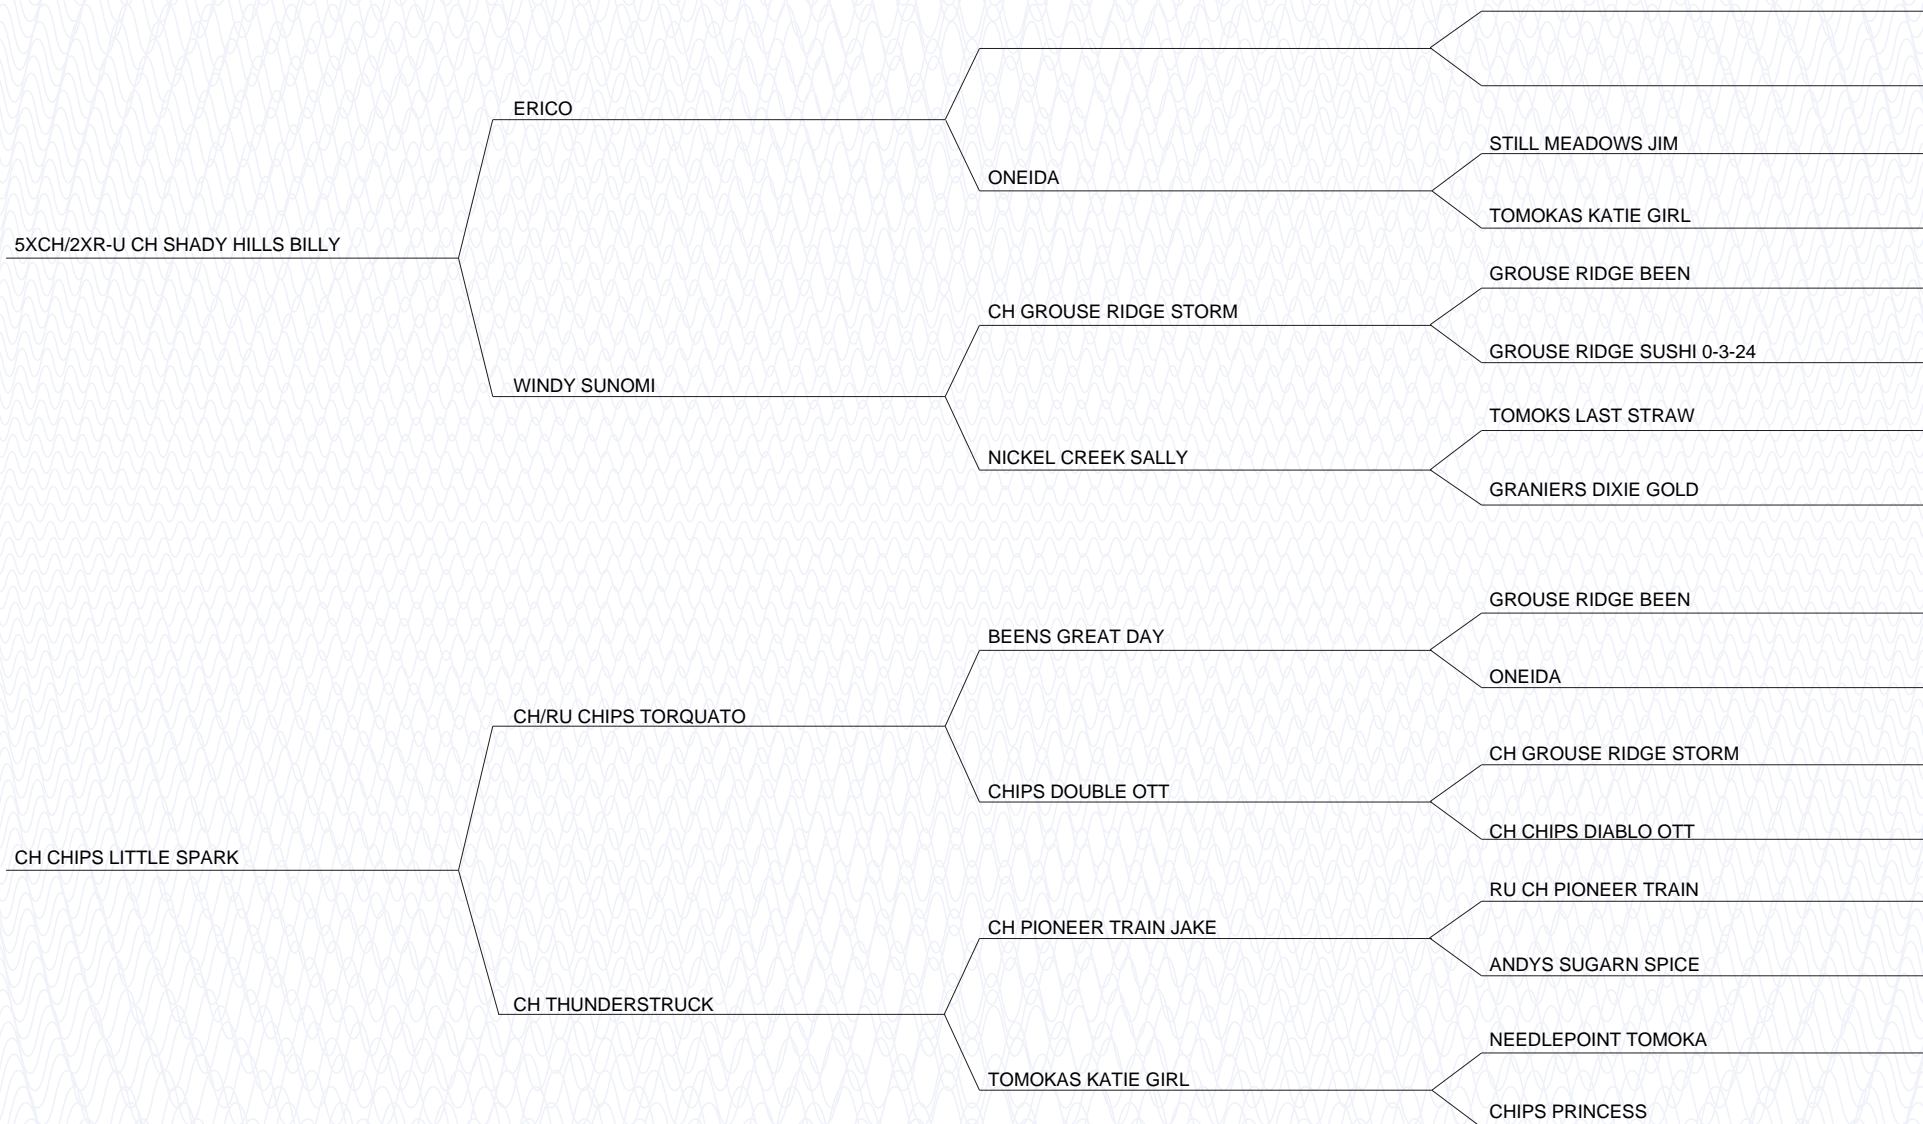 ERICO
STILL MEADOWS JIM
ONEIDA
TOMOKAS KATIE GIRL
5XCH/2XR-U CH SHADY HILLS BILLY
GROUSE RIDGE BEEN
CH GROUSE RIDGE STORM
GROUSE RIDGE SUSHI 0-3-24
WINDY SUNOMI
TOMOKS LAST STRAW
NICKEL CREEK SALLY
GRANIERS DIXIE GOLD
GROUSE RIDGE BEEN
BEENS GREAT DAY
ONEIDA
CH/RU CHIPS TORQUATO
CH GROUSE RIDGE STORM
CHIPS DOUBLE OTT
CH CHIPS DIABLO OTT
CH CHIPS LITTLE SPARK
RU CH PIONEER TRAIN
CH PIONEER TRAIN JAKE
ANDYS SUGARN SPICE
CH THUNDERSTRUCK
NEEDLEPOINT TOMOKA
TOMOKAS KATIE GIRL
CHIPS PRINCESS